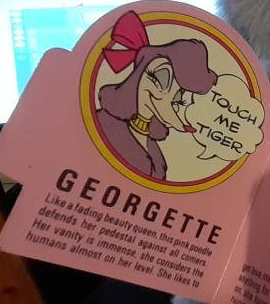 TOUCH
ME
TIGER.
GEORGETTE
Like a fading beauty queen, this pink poodle
defends her pedestal against all comers
Her vanity is immense, she considers the
humans almost on her level She likes to